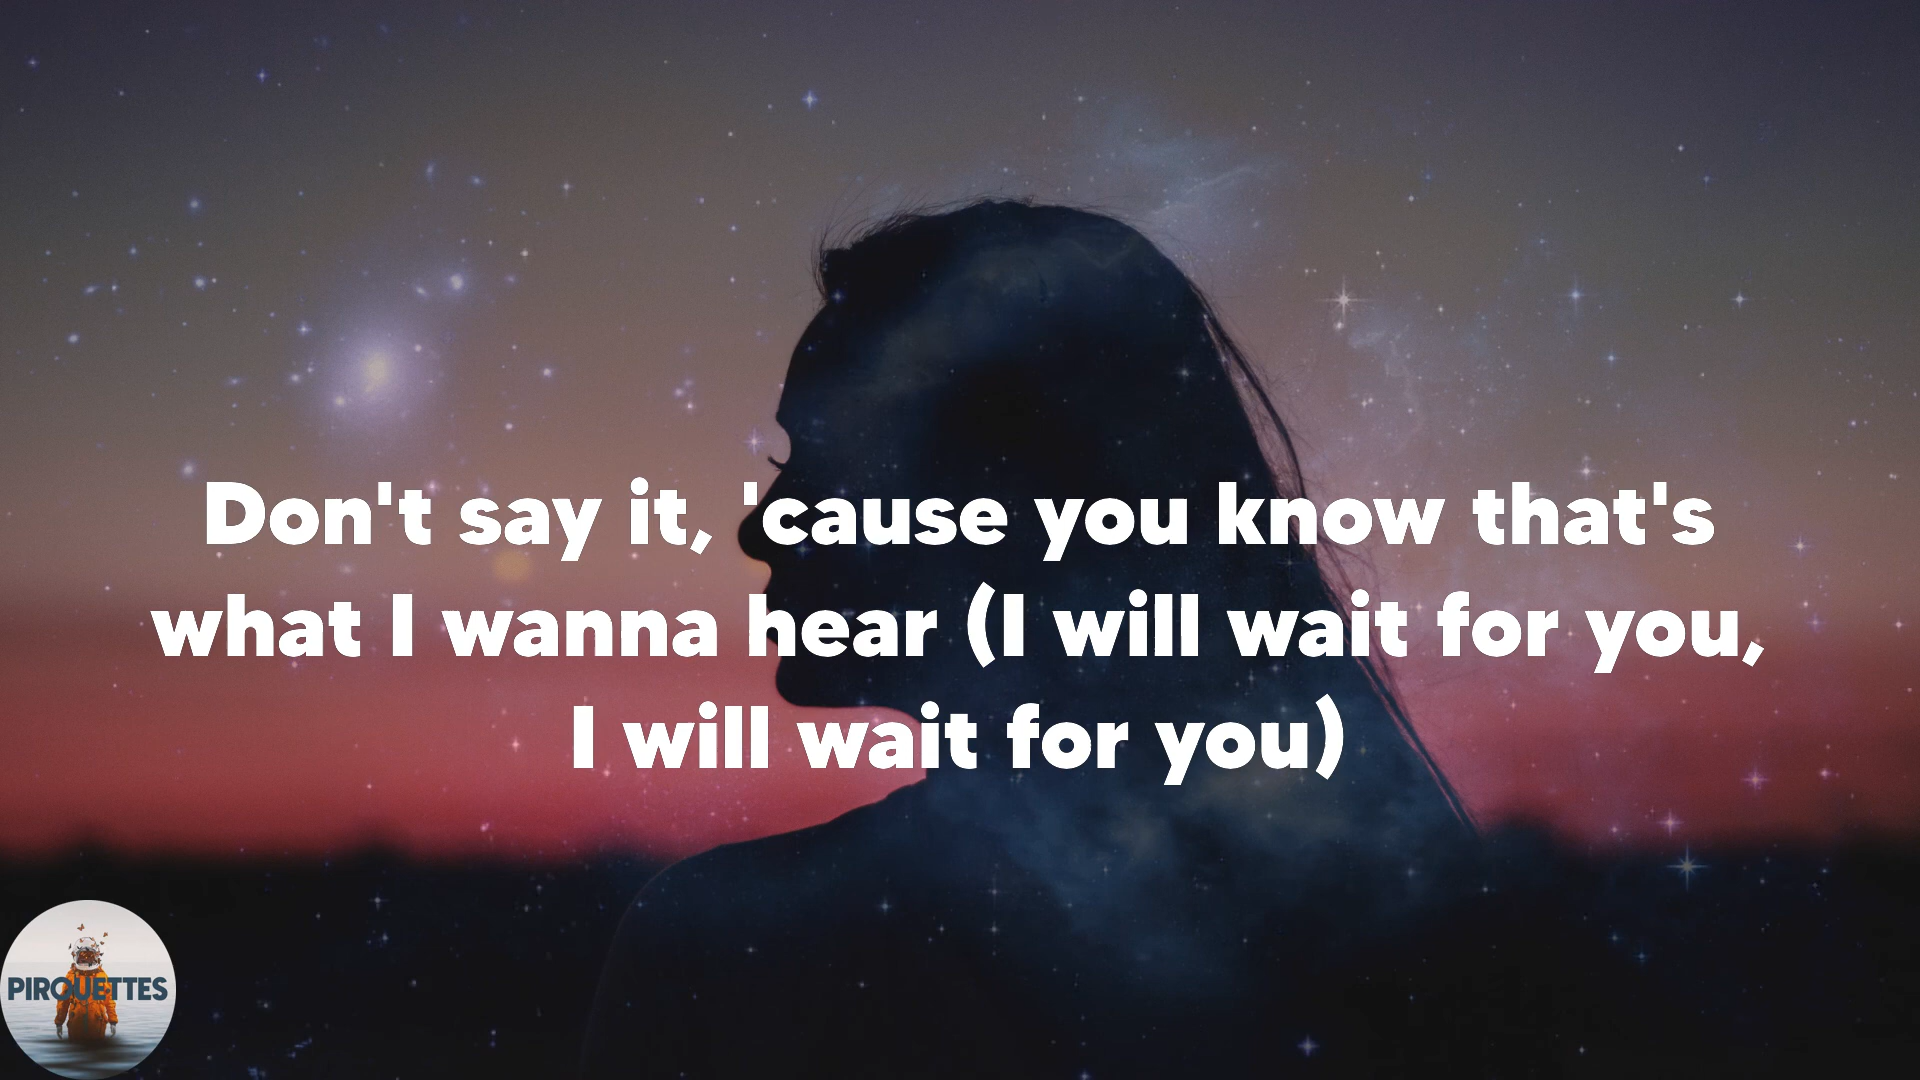 Don't say it, 'cause you know that's
what I wanna hear (I will wait for you,
I will wait for you)
PIROUETTES